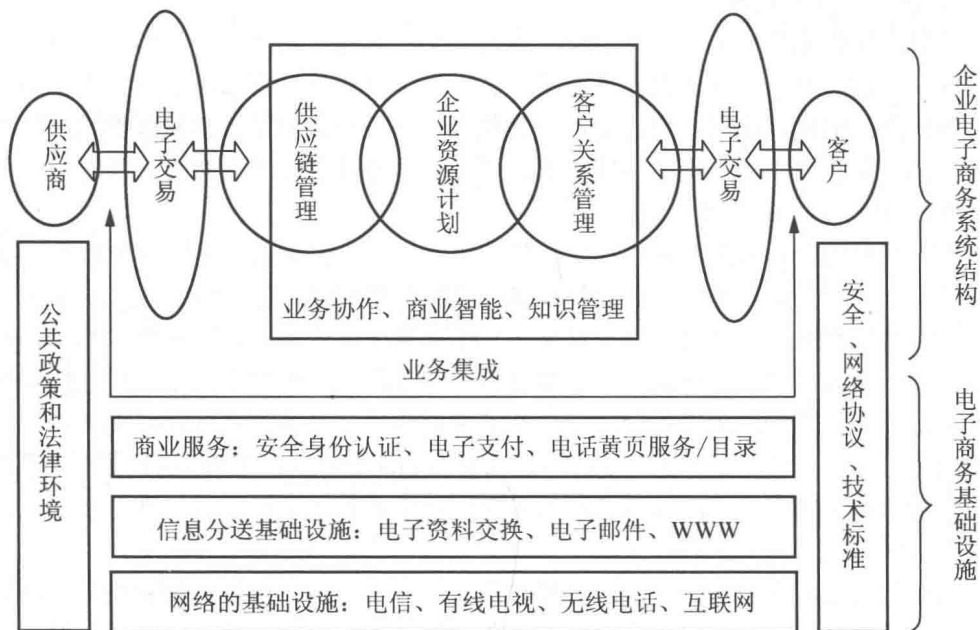 供应商
电子交易
供应链管理
企业资源计划
客户关系管理
电子交易
客户
业务协作、商业智能、知识管理
业务集成
公共政策和法律环境
商业服务：安全身份认证、电子支付、电话黄页服务/目录
信息分送基础设施：电子资料交换、电子邮件、WWW
网络的基础设施：电信、有线电视、无线电话、互联网
安全、网络协议、技术标准
企业电子商务系统结构
电子商务基础设施